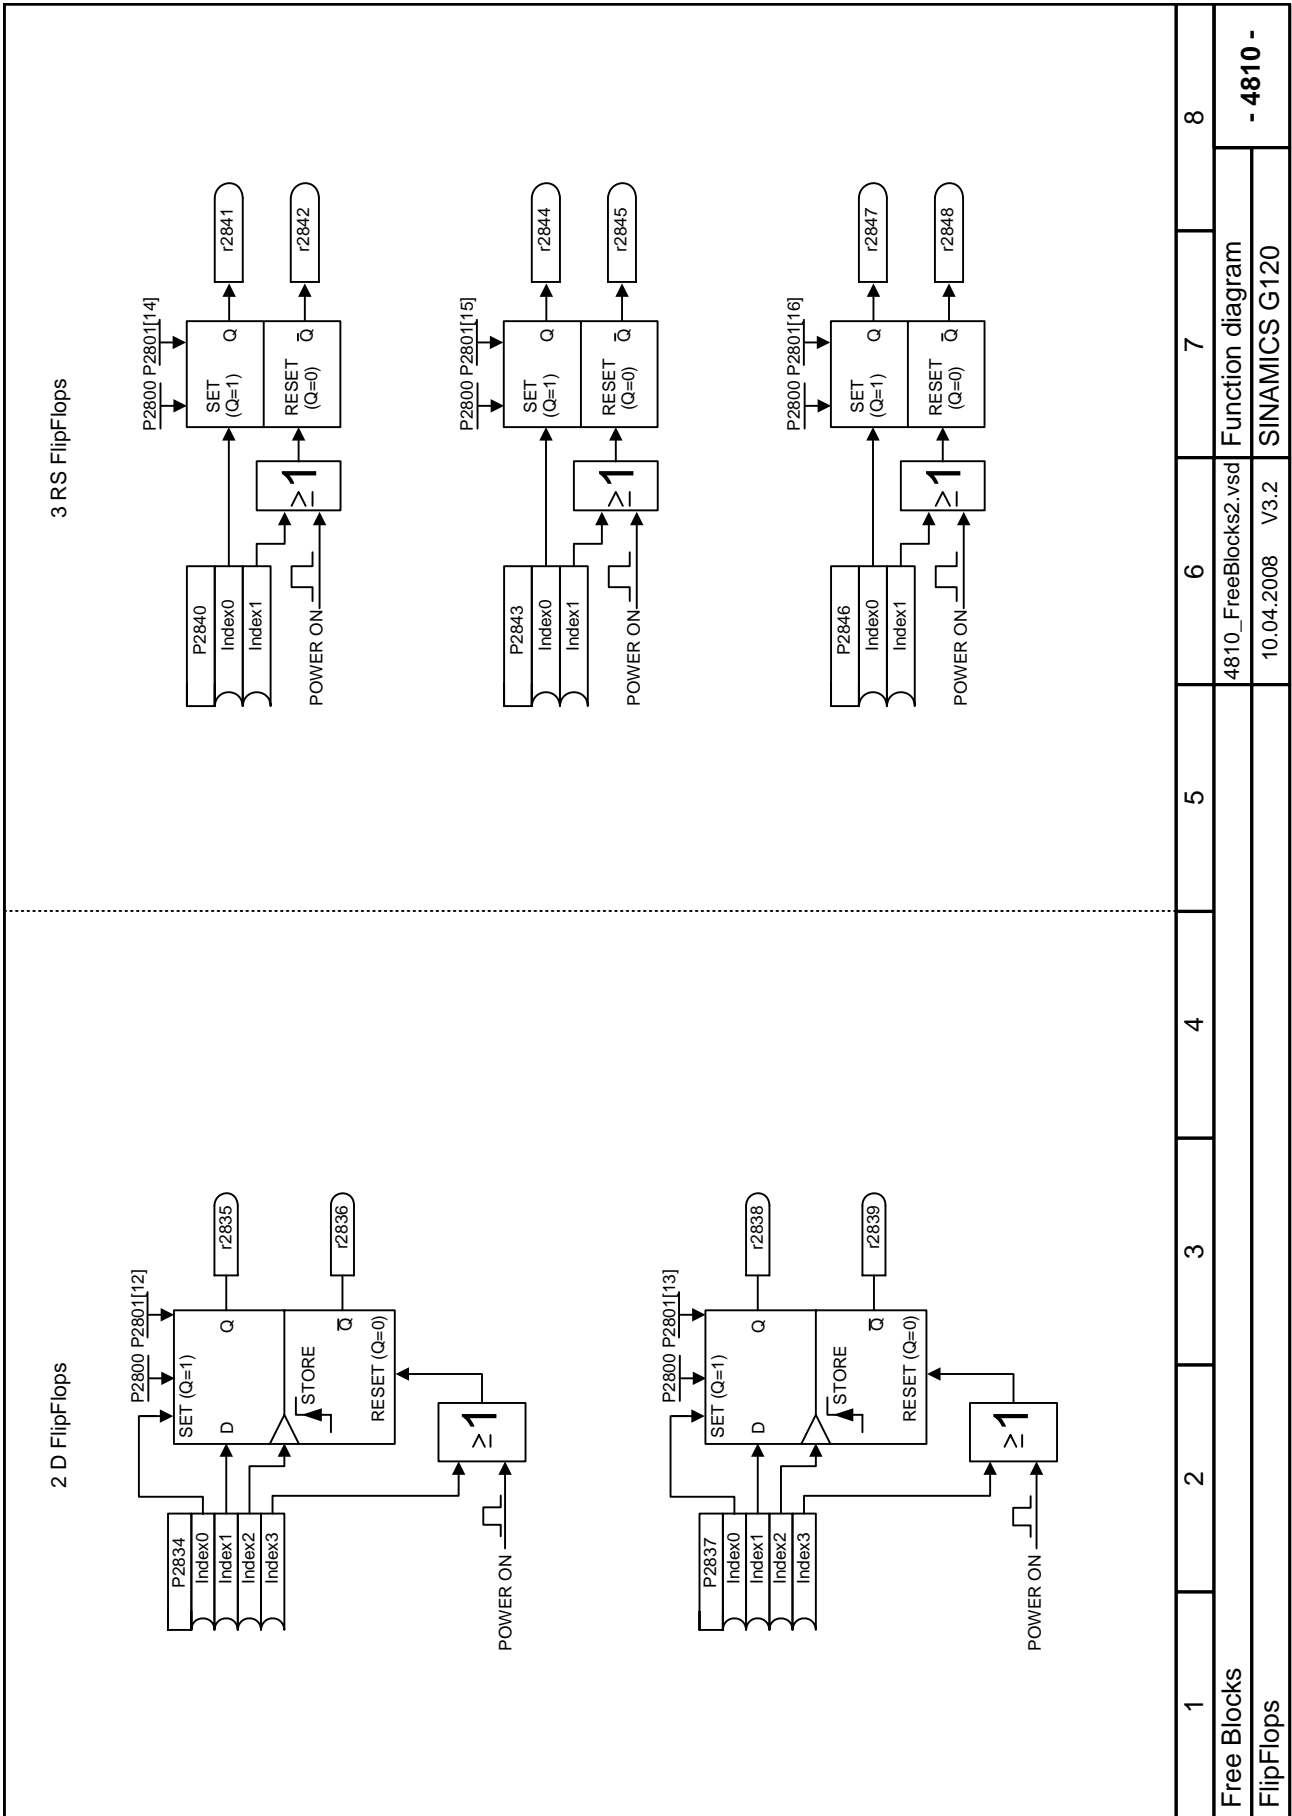 2 D FlipFlops
P2800 P2801[12]
SET (Q=1)
P2834
Index0
Index1
Index2
Index3
D
Q
STORE
Q̅
RESET (Q=0)
r2835
r2836
≥1
POWER ON
P2800 P2801[13]
SET (Q=1)
P2837
Index0
Index1
Index2
Index3
D
Q
STORE
Q̅
RESET (Q=0)
r2838
r2839
≥1
POWER ON
3 RS FlipFlops
P2800 P2801[14]
P2840
Index0
Index1
SET
(Q=1)
Q
RESET
(Q=0)
Q̅
r2841
r2842
≥1
POWER ON
P2800 P2801[15]
P2843
Index0
Index1
SET
(Q=1)
Q
RESET
(Q=0)
Q̅
r2844
r2845
≥1
POWER ON
P2800 P2801[16]
P2846
Index0
Index1
SET
(Q=1)
Q
RESET
(Q=0)
Q̅
r2847
r2848
≥1
POWER ON
1 2 3 4 5 6 7 8
Free Blocks 4810_FreeBlocks2.vsd Function diagram
FlipFlops 10.04.2008 V3.2 SINAMICS G120
- 4810 -